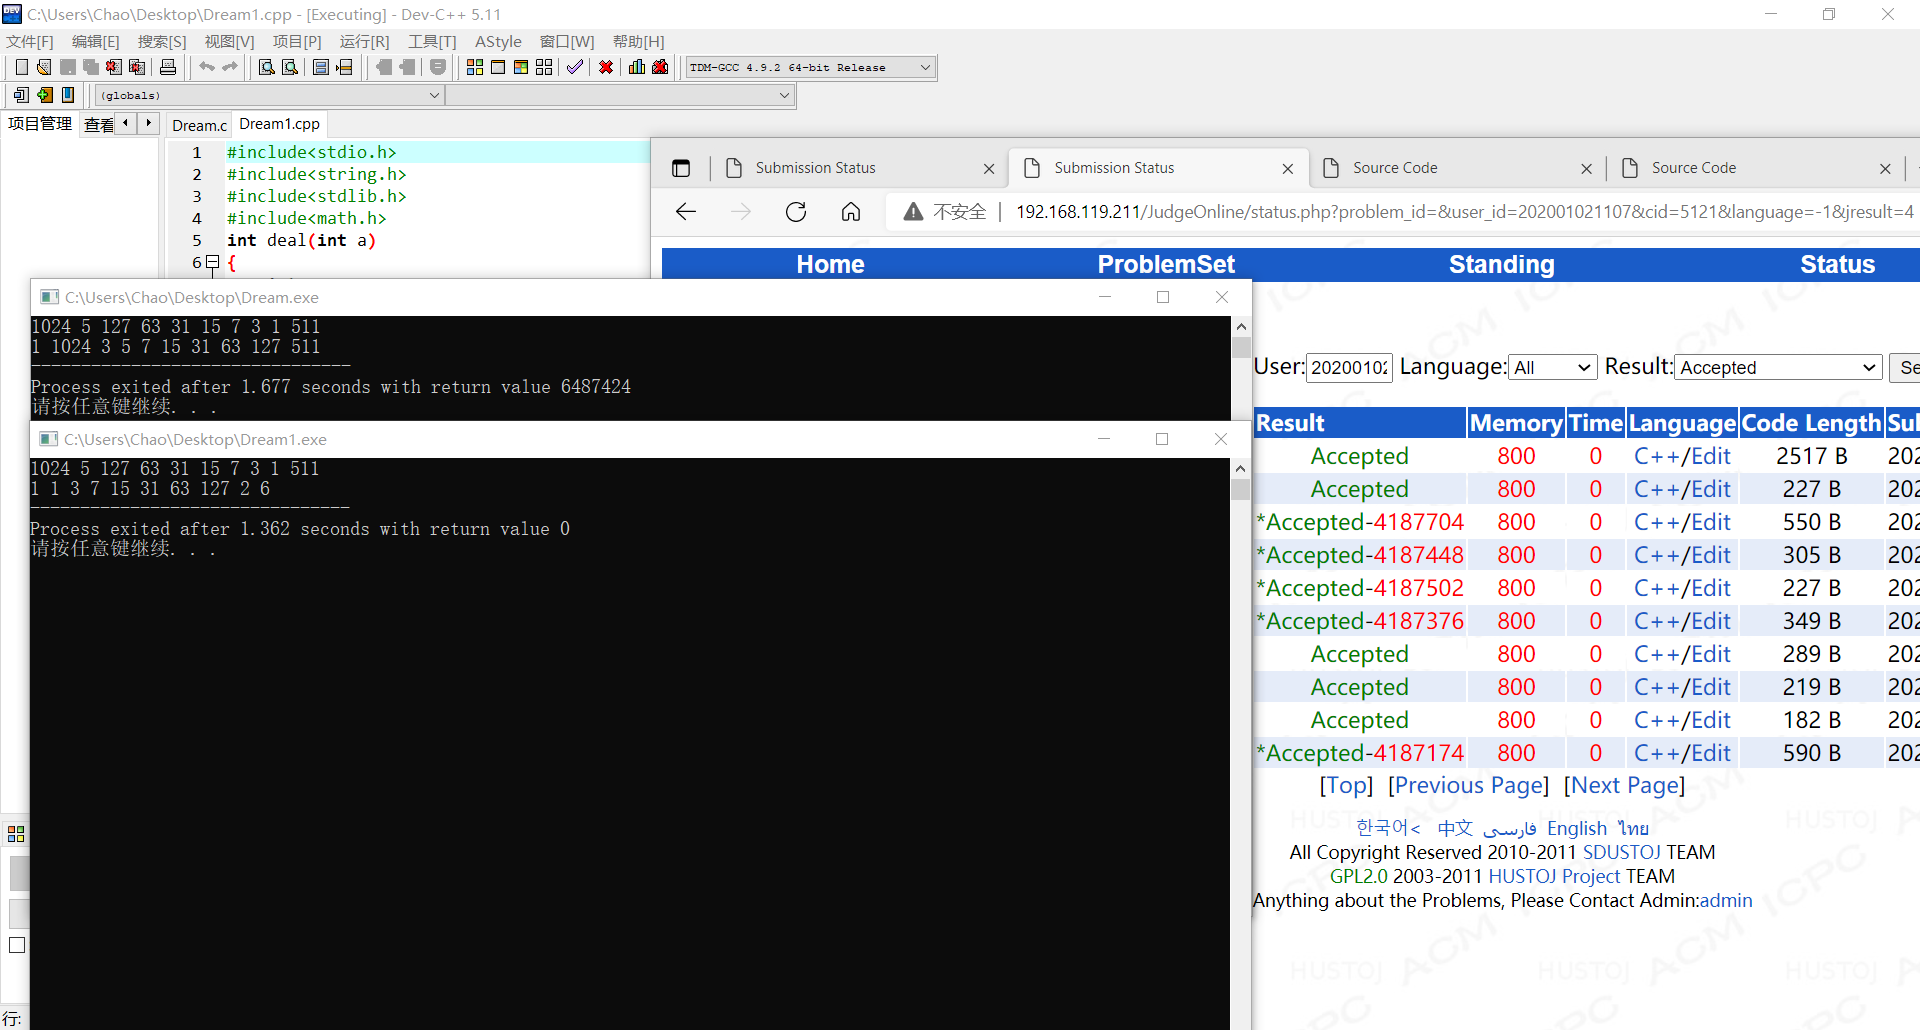 C:\Users\Chao\Desktop\Dream1.cpp - [Executing] - Dev-C++ 5.11
文件[F] 编辑[E] 搜索[S] 视图[V] 项目[P] 运行[R] 工具[T] AStyle 窗口[W] 帮助[H]
TDM-GCC 4.9.2 64-bit Release
(globals)
项目管理 查看 Dream.c Dream1.cpp
1 #include<stdio.h>
2 #include<string.h>
3 #include<stdlib.h>
4 #include<math.h>
5 int deal(int a)
6 {
Submission Status
Submission Status
Source Code
Source Code
不安全 192.168.119.211/JudgeOnline/status.php?problem_id=&user_id=202001021107&cid=5121&language=-1&jresult=4
Home ProblemSet Standing Status
C:\Users\Chao\Desktop\Dream.exe
1024 5 127 63 31 15 7 3 1 511
1 1024 3 5 7 15 31 63 127 511
--------------------------------
Process exited after 1.677 seconds with return value 6487424
请按任意键继续. . .
C:\Users\Chao\Desktop\Dream1.exe
1024 5 127 63 31 15 7 3 1 511
1 1 3 7 15 31 63 127 2 6
--------------------------------
Process exited after 1.362 seconds with return value 0
请按任意键继续. . .
User: 2020010 Language: All Result: Accepted Se
Result Memory Time Language Code Length Su
Accepted 800 0 C++/Edit 2517 B 202
Accepted 800 0 C++/Edit 227 B 202
*Accepted-4187704 800 0 C++/Edit 550 B 202
*Accepted-4187448 800 0 C++/Edit 305 B 202
*Accepted-4187502 800 0 C++/Edit 227 B 202
*Accepted-4187376 800 0 C++/Edit 349 B 202
Accepted 800 0 C++/Edit 289 B 202
Accepted 800 0 C++/Edit 219 B 202
Accepted 800 0 C++/Edit 182 B 202
*Accepted-4187174 800 0 C++/Edit 590 B 202
[Top] [Previous Page] [Next Page]
한국어< 中文 فارسی English ไทย
All Copyright Reserved 2010-2011 SDUSTOJ TEAM
GPL2.0 2003-2011 HUSTOJ Project TEAM
Anything about the Problems, Please Contact Admin:admin
HUSTOJ ACM ICPC
行: